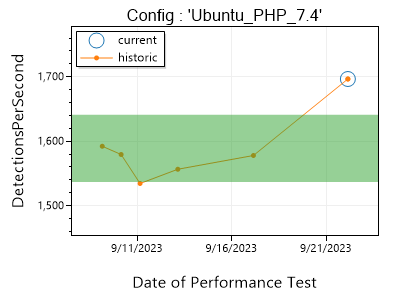 Config : 'Ubuntu_PHP_7.4'
current
historic
DetectionsPerSecond
1,700
1,600
1,500
9/11/2023
9/16/2023
9/21/2023
Date of Performance Test